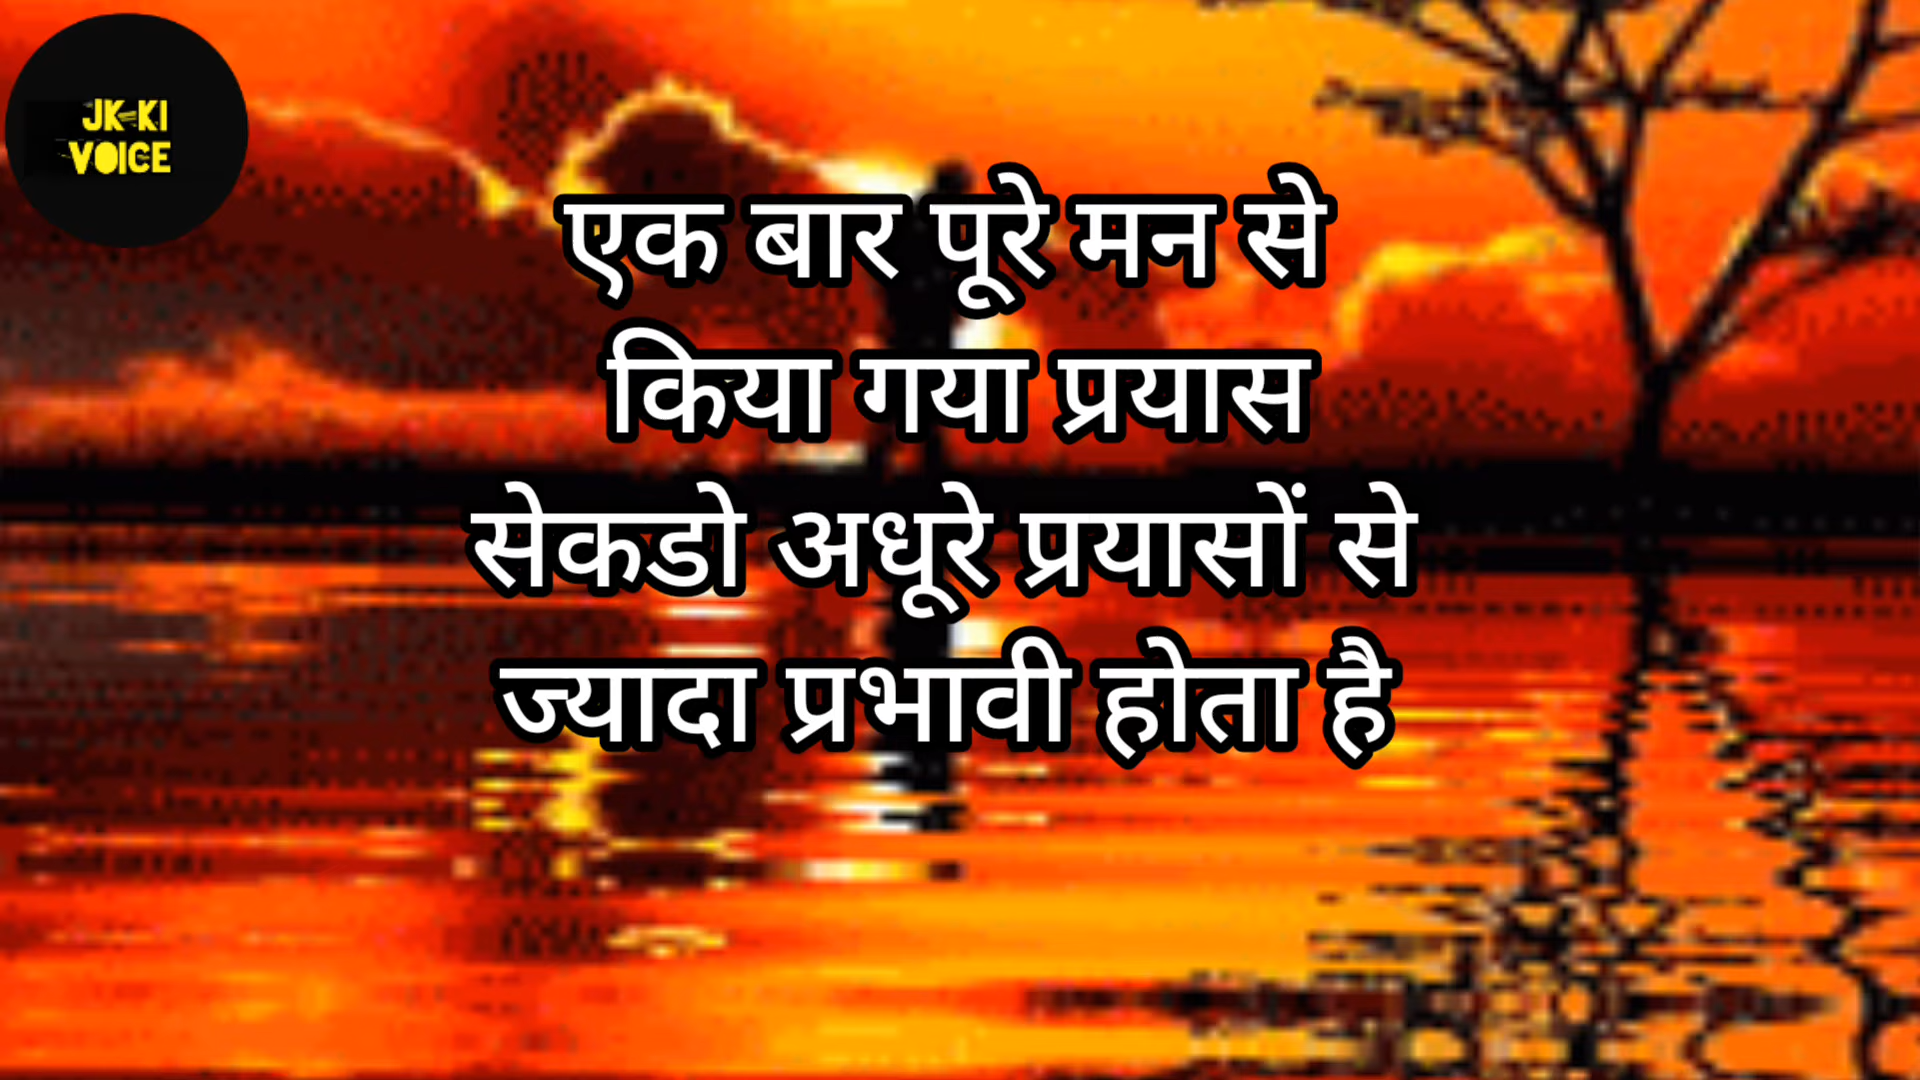 JK-KI
VOICE
एक बार पूरे मन से
किया गया प्रयास
सेकडो अधूरे प्रयासों से
ज्यादा प्रभावी होता है